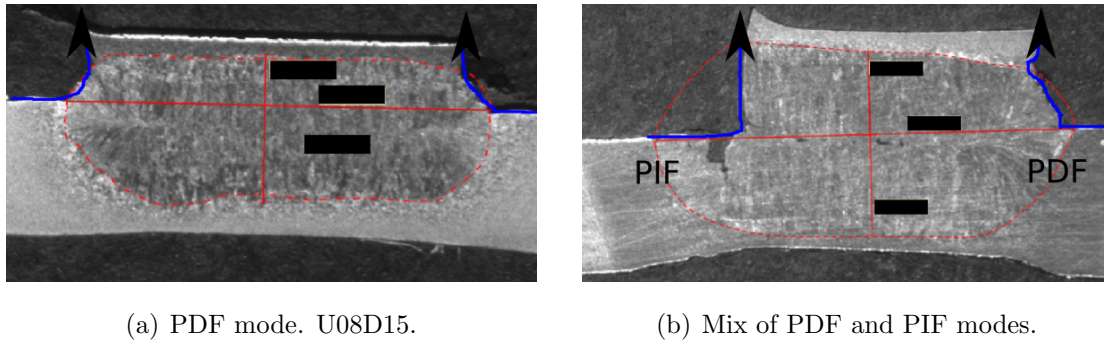 PIF
PDF
(a) PDF mode. U08D15.
(b) Mix of PDF and PIF modes.